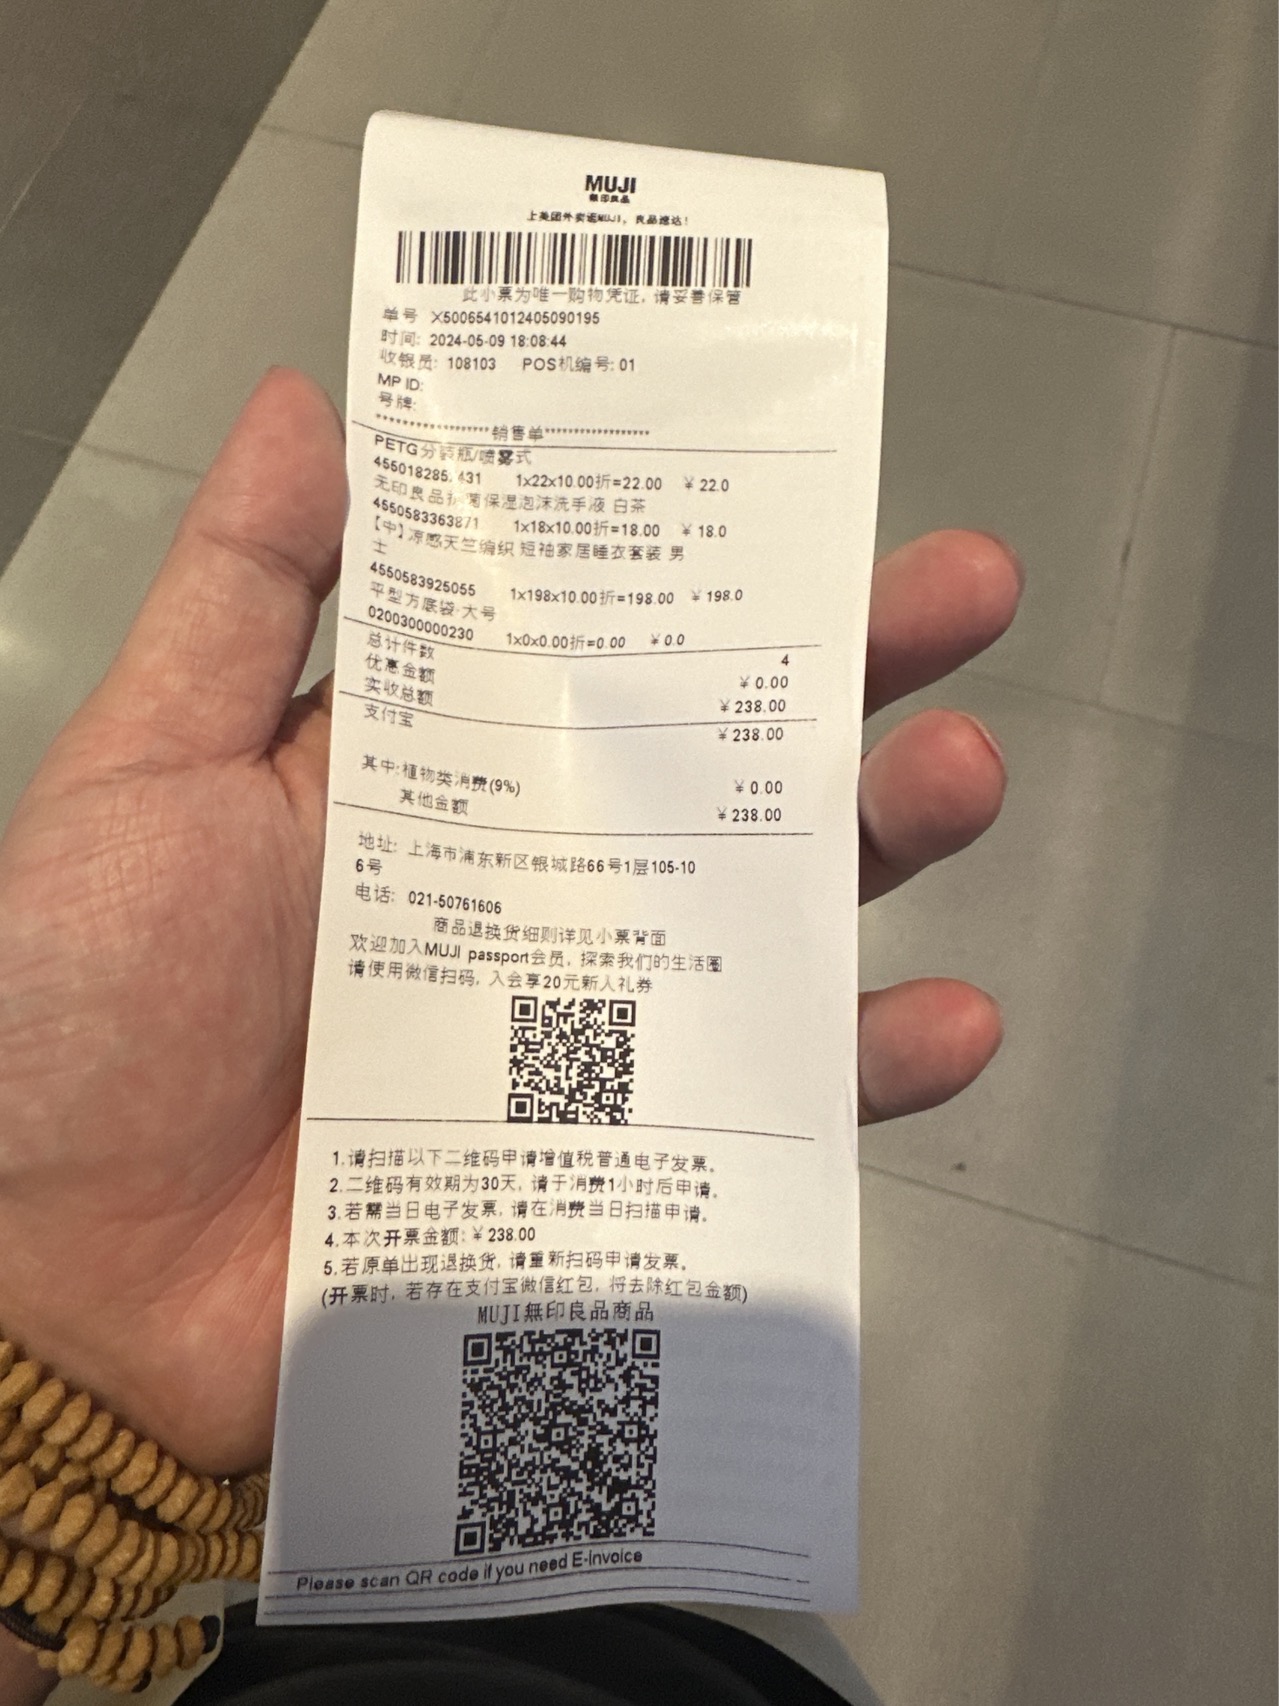 MUJI
無印良品
上美团外卖逛MUJI，良品速达！
此小票为唯一购物凭证，请妥善保管
单号 X5006541012405090195
时间: 2024-05-09 18:08:44
收银员: 108103 POS机编号: 01
MP ID:
号牌:
******************销售单******************
PETG分装瓶/喷雾式
1x22x10.00折=22.00 ￥22.0
无印良品 保湿泡沫洗手液 白茶
4550583363871 1x18x10.00折=18.00 ￥18.0
【中】凉感天竺编织 短袖家居睡衣套装 男
士
4550583925055 1x198x10.00折=198.00 ￥198.0
平型方底袋·大号
0200300000230 1x0x0.00折=0.00 ￥0.0
总计件数 4
优惠金额 ￥0.00
实收总额 ￥238.00
支付宝 ￥238.00
其中:植物类消费(9%) ￥0.00
其他金额 ￥238.00
地址: 上海市浦东新区银城路66号1层105-10
6号
电话: 021-50761606
商品退换货细则详见小票背面
欢迎加入MUJI passport会员, 探索我们的生活圈
请使用微信扫码, 入会享20元新人礼券
1.请扫描以下二维码申请增值税普通电子发票。
2.二维码有效期为30天, 请于消费1小时后申请。
3.若需当日电子发票, 请在消费当日扫描申请。
4.本次开票金额:￥238.00
5.若原单出现退换货, 请重新扫码申请发票。
(开票时, 若存在支付宝微信红包, 将去除红包金额)
MUJI無印良品商品
Please scan QR code if you need E-invoice